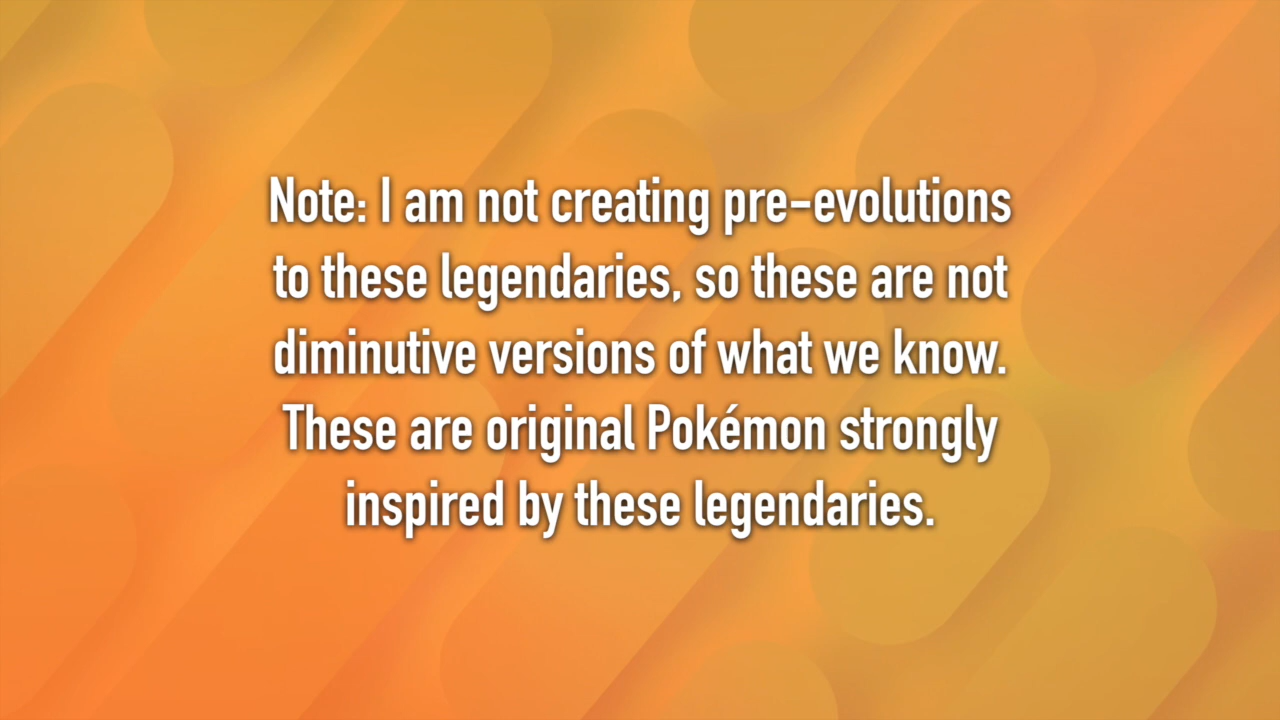 Note: I am not creating pre-evolutions
to these legendaries, so these are not
diminutive versions of what we know.
These are original Pokémon strongly
inspired by these legendaries.